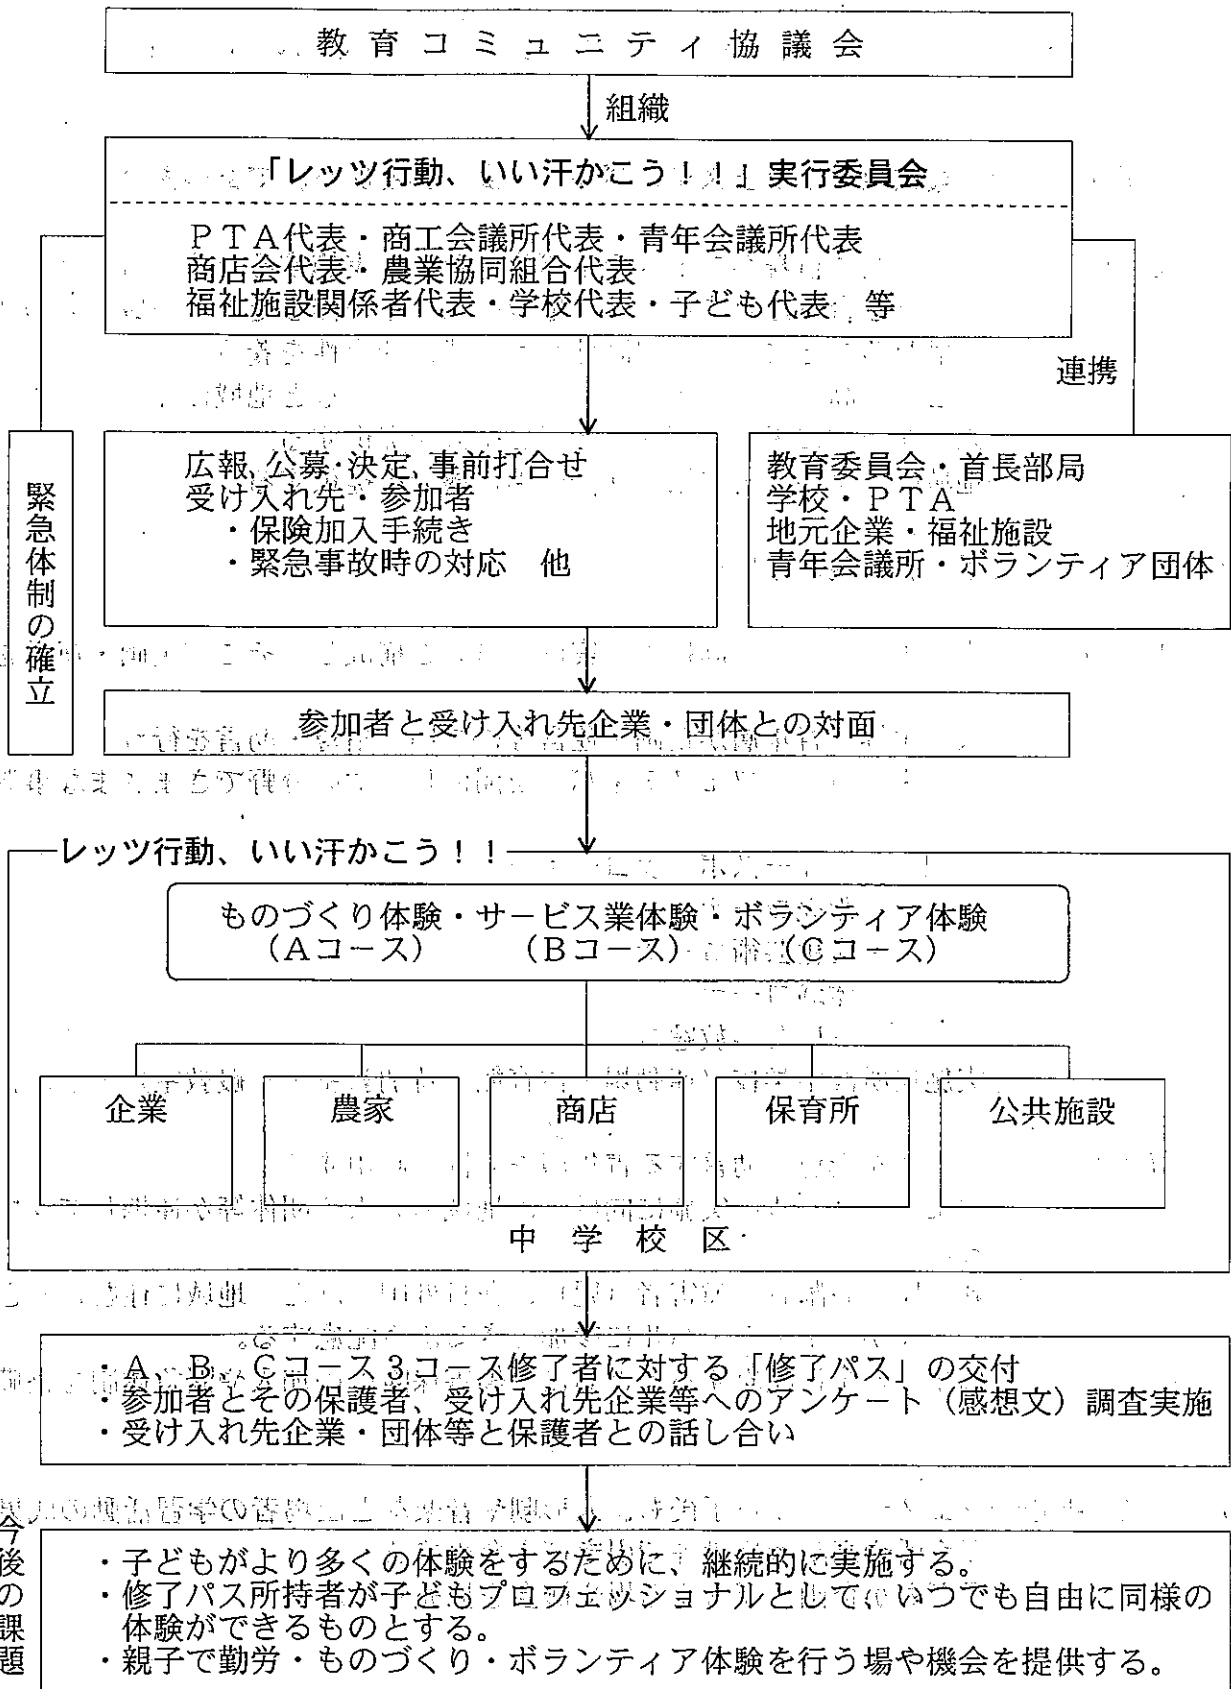 教育コミュニティ協議会
組織
「レッツ行動、いい汗かこう！！」実行委員会
ＰＴＡ代表・商工会議所代表・青年会議所代表
商店会代表・農業協同組合代表
福祉施設関係者代表・学校代表・子ども代表　等
連携
緊急体制の確立
広報、公募・決定、事前打合せ
受け入れ先・参加者
・保険加入手続き
・緊急事故時の対応　他
教育委員会・首長部局
学校・ＰＴＡ
地元企業・福祉施設
青年会議所・ボランティア団体
参加者と受け入れ先企業・団体との対面
レッツ行動、いい汗かこう！！
ものづくり体験・サービス業体験・ボランティア体験
（Ａコース）　（Ｂコース）　（Ｃコース）
企業　農家　商店　保育所　公共施設
中学校区
・Ａ、Ｂ、Ｃコース３コース修了者に対する「修了パス」の交付
・参加者とその保護者、受け入れ先企業等へのアンケート（感想文）調査実施
・受け入れ先企業・団体等と保護者との話し合い
今後の課題
・子どもがより多くの体験をするために、継続的に実施する。
・修了パス所持者が子どもプロフェッショナルとして、いつでも自由に同様の
体験ができるものとする。
・親子で勤労・ものづくり・ボランティア体験を行う場や機会を提供する。